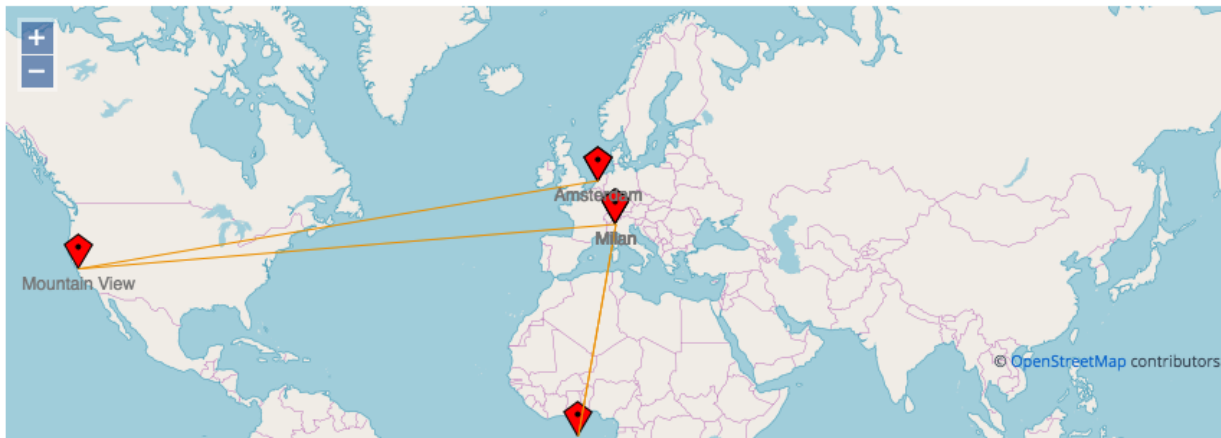 +
−
Amsterdam
Milan
Mountain View
© OpenStreetMap contributors